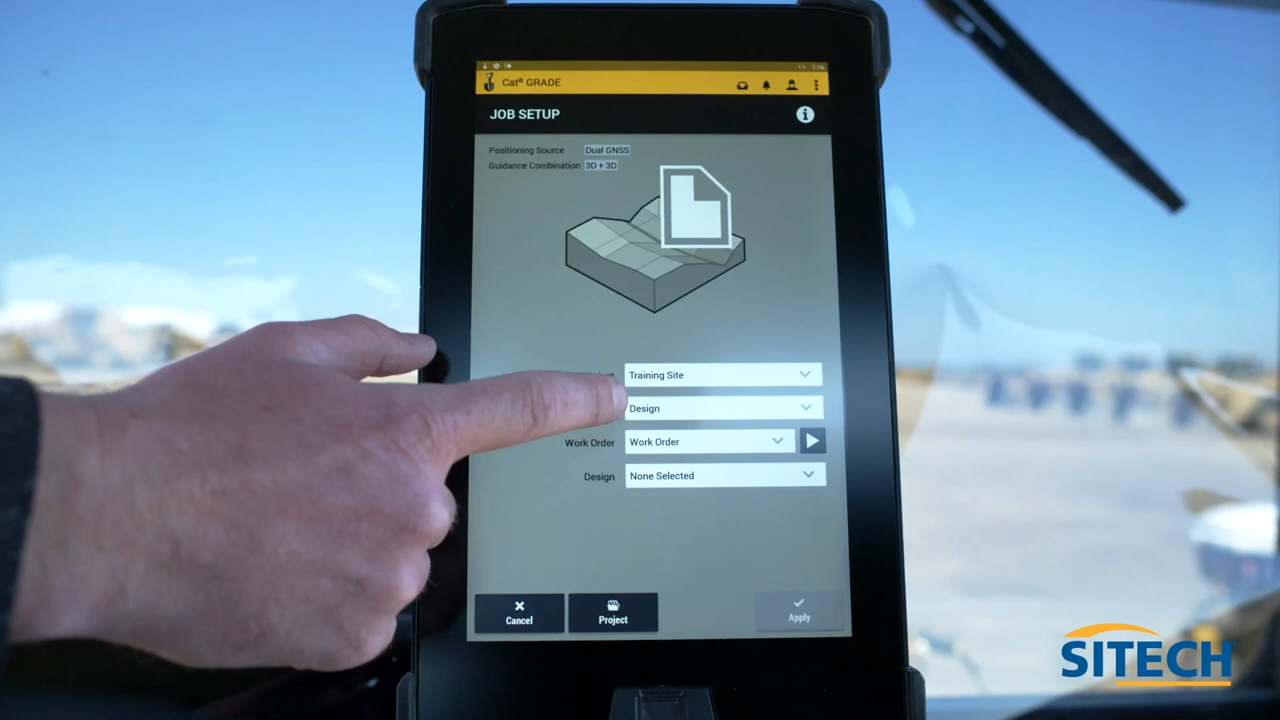 Cat® GRADE
JOB SETUP
Positioning Source Dual GNSS
Guidance Combination 3D + 3D
Training Site
Design
Work Order Work Order
Design None Selected
Cancel
Project
Apply
SITECH